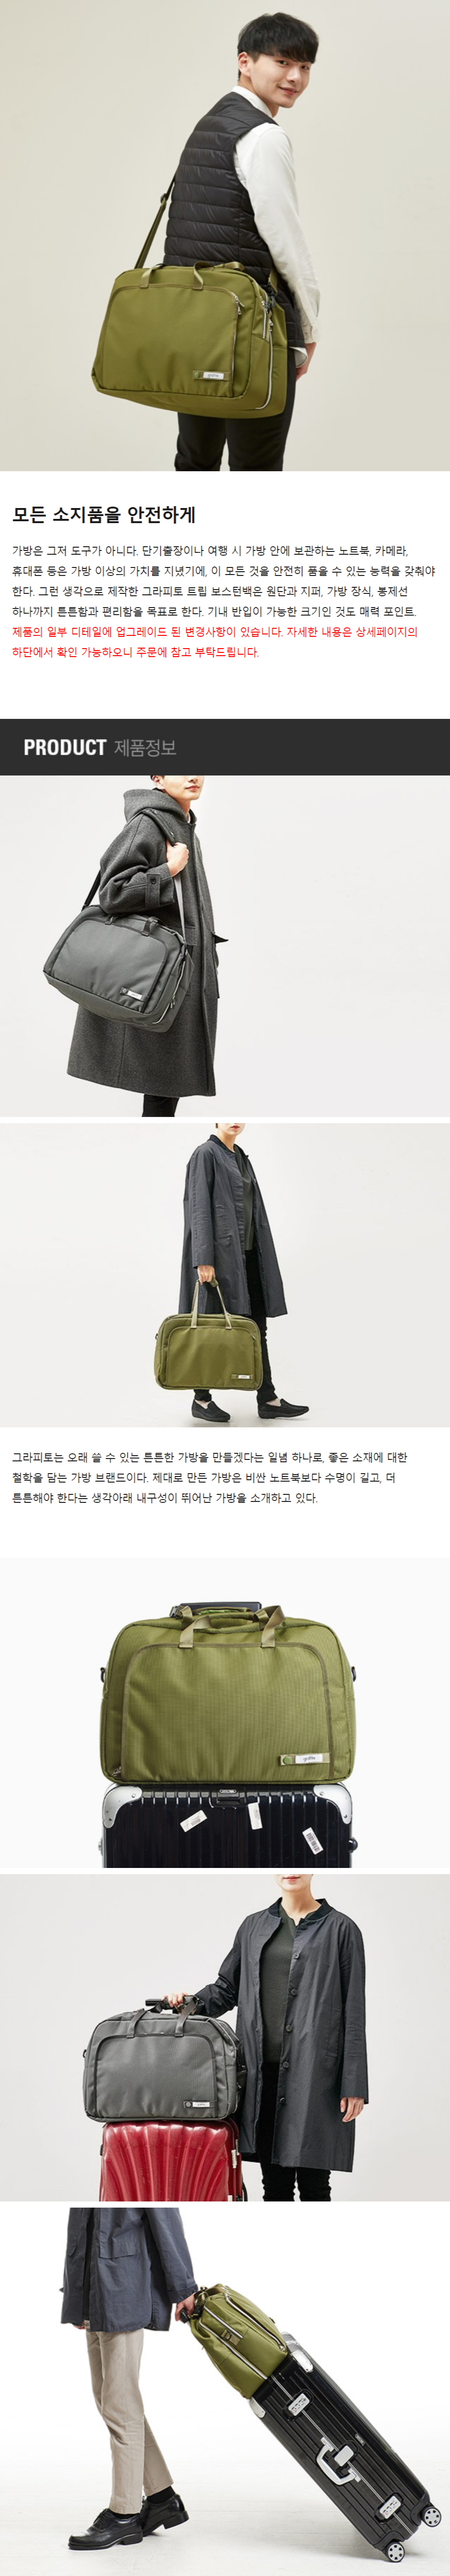 모든 소지품을 안전하게
가방은 그저 도구가 아니다. 단기출장이나 여행 시 가방 안에 보관하는 노트북, 카메라,
휴대폰 등은 가방 이상의 가치를 지녔기에, 이 모든 것을 안전히 품을 수 있는 능력을 갖춰야
한다. 그런 생각으로 제작한 그라피토 트립 보스턴백은 원단과 지퍼, 가방 장식, 봉제선
하나까지 튼튼함과 편리함을 목표로 한다. 기내 반입이 가능한 크기인 것도 매력 포인트.
제품의 일부 디테일에 업그레이드 된 변경사항이 있습니다. 자세한 내용은 상세페이지의
하단에서 확인 가능하오니 주문에 참고 부탁드립니다.
PRODUCT 제품정보
그라피토는 오래 쓸 수 있는 튼튼한 가방을 만들겠다는 일념 하나로, 좋은 소재에 대한
철학을 담는 가방 브랜드이다. 제대로 만든 가방은 비싼 노트북보다 수명이 길고, 더
튼튼해야 한다는 생각아래 내구성이 뛰어난 가방을 소개하고 있다.